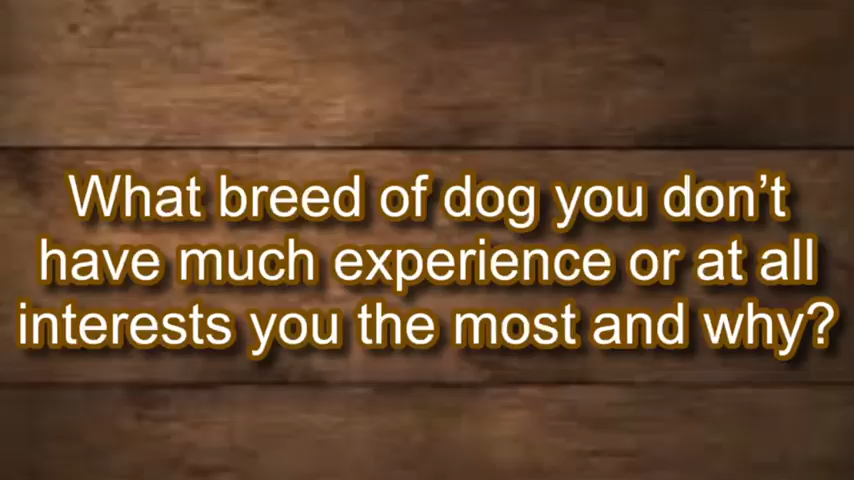 What breed of dog you don’t
have much experience or at all
interests you the most and why?